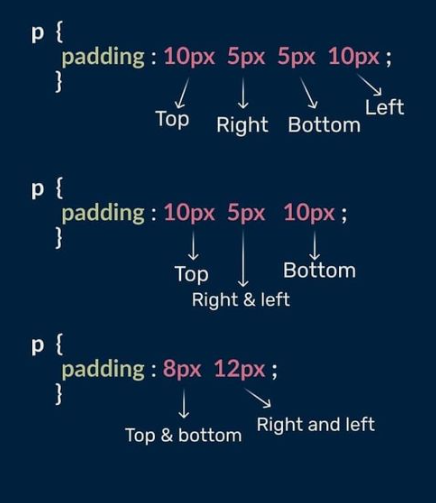 p {
padding : 10px 5px 5px 10px ;
}
Top Right Bottom Left
p {
padding : 10px 5px 10px ;
}
Top Bottom
Right & left
p {
padding : 8px 12px ;
}
Top & bottom Right and left